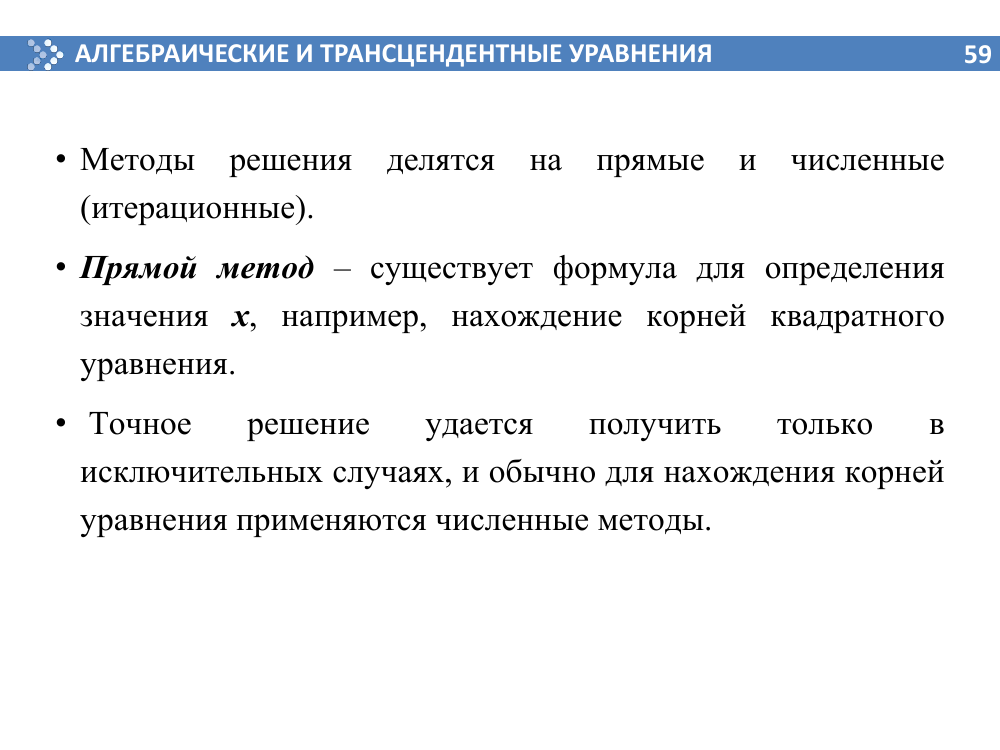 АЛГЕБРАИЧЕСКИЕ И ТРАНСЦЕНДЕНТНЫЕ УРАВНЕНИЯ 59
• Методы решения делятся на прямые и численные
(итерационные).
• Прямой метод – существует формула для определения
значения x, например, нахождение корней квадратного
уравнения.
• Точное решение удается получить только в
исключительных случаях, и обычно для нахождения корней
уравнения применяются численные методы.